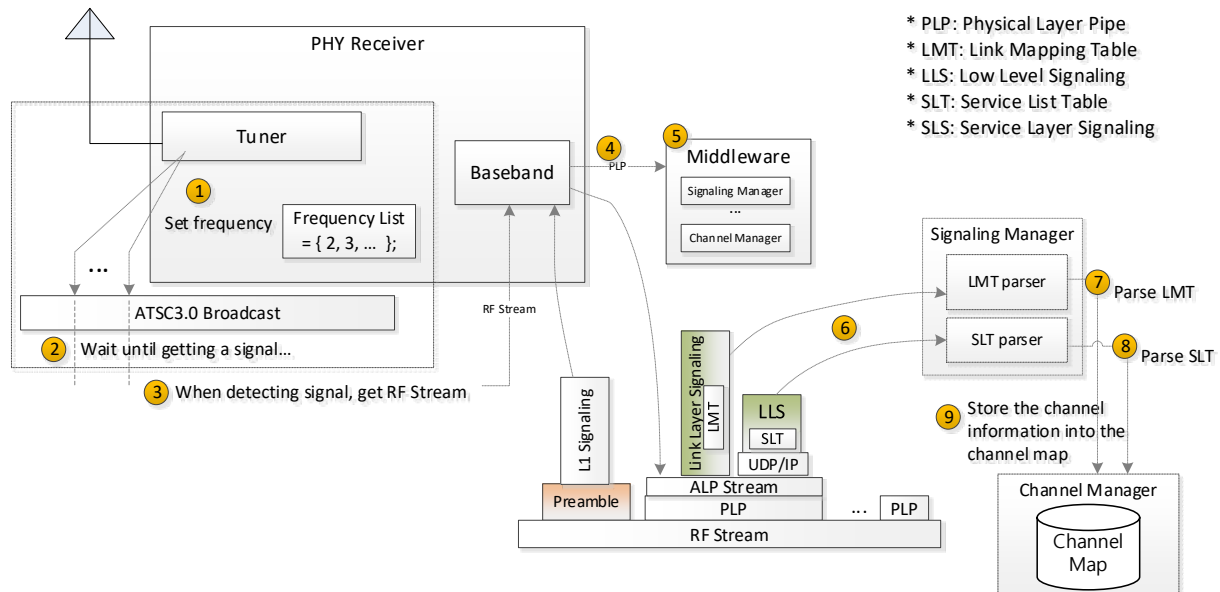 PHY Receiver
Tuner
1
Set frequency
Frequency List
= { 2, 3, ... };
...
ATSC3.0 Broadcast
2 Wait until getting a signal...
3 When detecting signal, get RF Stream
Baseband
RF Stream
4
PLP
5
Middleware
Signaling Manager
...
Channel Manager
* PLP: Physical Layer Pipe
* LMT: Link Mapping Table
* LLS: Low Level Signaling
* SLT: Service List Table
* SLS: Service Layer Signaling
Signaling Manager
LMT parser
SLT parser
6
7 Parse LMT
8 Parse SLT
9 Store the channel
information into the
channel map
Channel Manager
Channel
Map
L1 Signaling
Preamble
Link Layer Signaling
LMT
LLS
SLT
UDP/IP
ALP Stream
PLP
... PLP
RF Stream